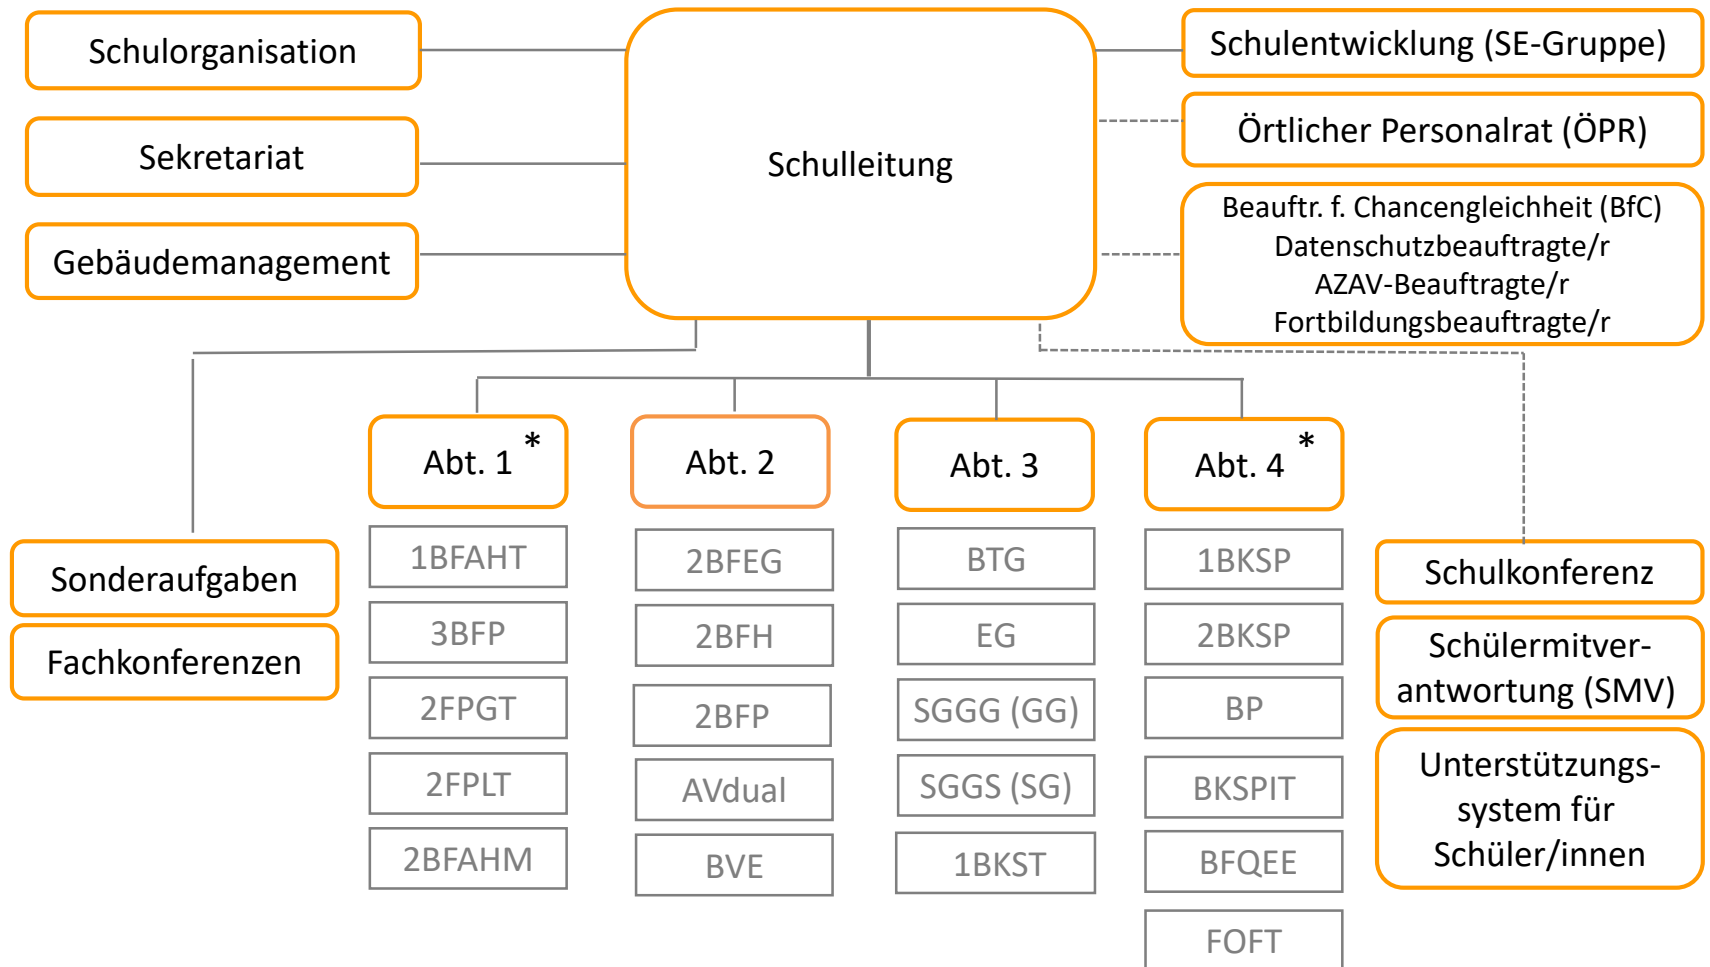 Schulorganisation
Sekretariat
Gebäudemanagement
Schulleitung
Schulentwicklung (SE-Gruppe)
Örtlicher Personalrat (ÖPR)
Beauftr. f. Chancengleichheit (BfC)
Datenschutzbeauftragte/r
AZAV-Beauftragte/r
Fortbildungsbeauftragte/r
Sonderaufgaben
Fachkonferenzen
Abt. 1 *
1BFAHT
3BFP
2FPGT
2FPLT
2BFAHM
Abt. 2
2BFEG
2BFH
2BFP
AVdual
BVE
Abt. 3
BTG
EG
SGGG (GG)
SGGS (SG)
1BKST
Abt. 4 *
1BKSP
2BKSP
BP
BKSPIT
BFQEE
FOFT
Schulkonferenz
Schülermitver-
antwortung (SMV)
Unterstützungs-
system für
Schüler/innen